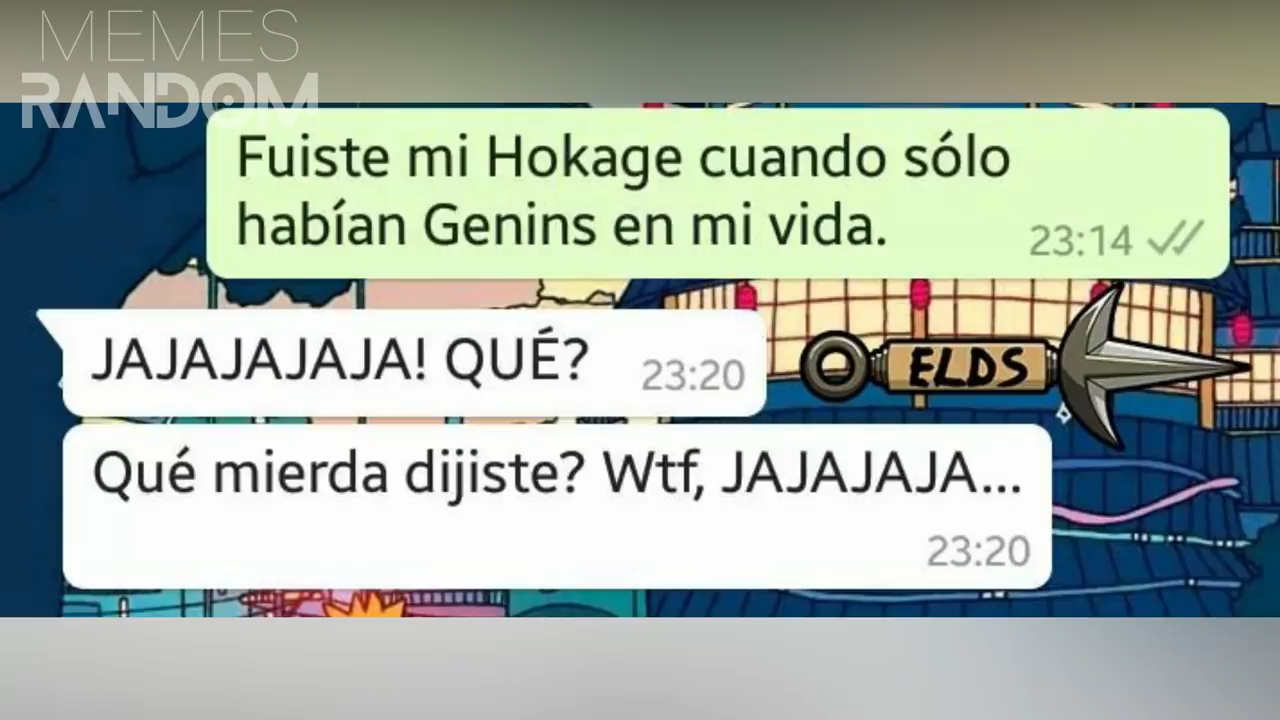 MEMES
RANDOM
Fuiste mi Hokage cuando sólo
habían Genins en mi vida.
23:14
JAJAJAJAJA! QUÉ?
23:20
ELDS
Qué mierda dijiste? Wtf, JAJAJAJA...
23:20